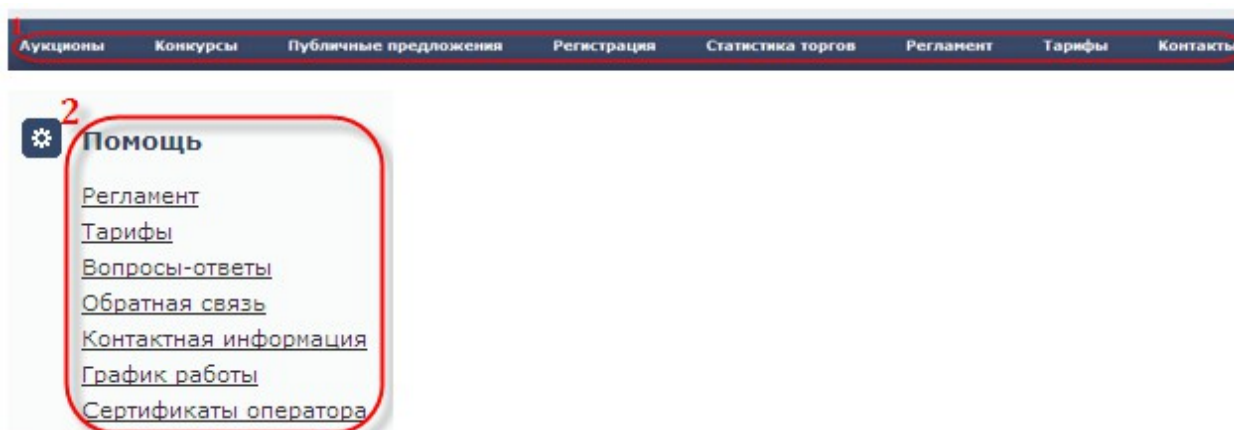 1
Аукционы Конкурсы Публичные предложения Регистрация Статистика торгов Регламент Тарифы Контакты
2
Помощь
Регламент
Тарифы
Вопросы-ответы
Обратная связь
Контактная информация
График работы
Сертификаты оператора